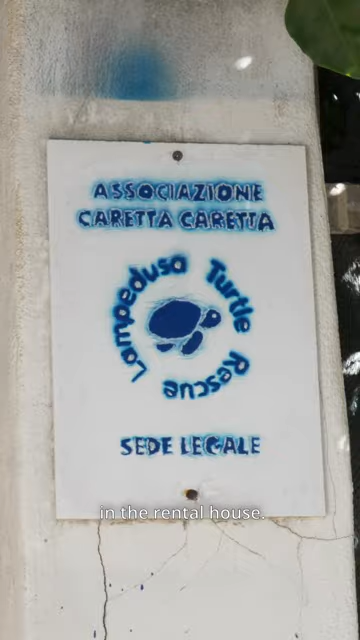 ASSOCIAZIONE
CARETTA CARETTA
Lampedusa Turtle Rescue
SEDE LEGALE
in the rental house.